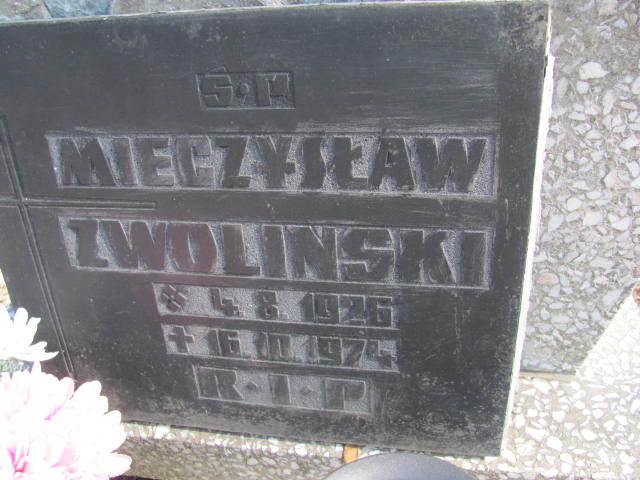 Ś.P.
MIECZYSŁAW
ZWOLIŃSKI
* 4.8.1926
✝ 16.10.1974
R.I.P